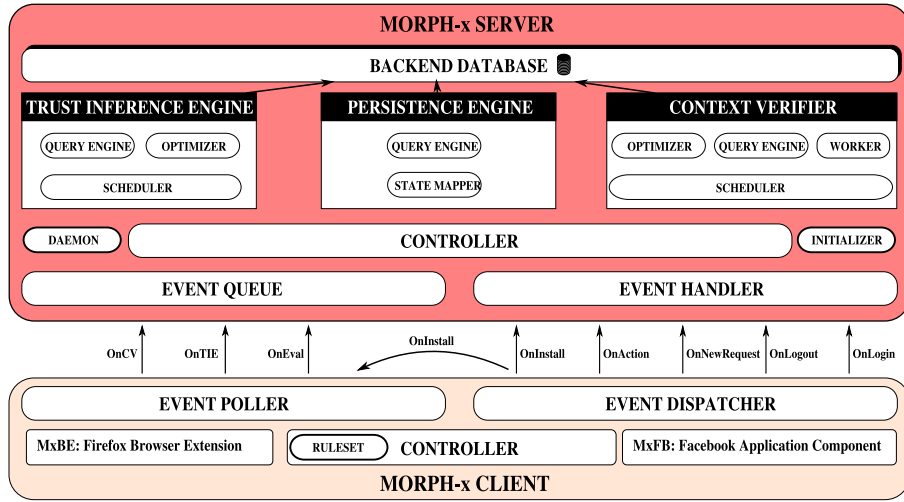 MORPH-x SERVER
BACKEND DATABASE
TRUST INFERENCE ENGINE
QUERY ENGINE
OPTIMIZER
SCHEDULER
PERSISTENCE ENGINE
QUERY ENGINE
STATE MAPPER
CONTEXT VERIFIER
OPTIMIZER
QUERY ENGINE
WORKER
SCHEDULER
DAEMON
CONTROLLER
INITIALIZER
EVENT QUEUE
EVENT HANDLER
OnCV
OnTIE
OnEval
OnInstall
OnInstall
OnAction
OnNewRequest
OnLogout
OnLogin
EVENT POLLER
EVENT DISPATCHER
MxBE: Firefox Browser Extension
RULESET
CONTROLLER
MxFB: Facebook Application Component
MORPH-x CLIENT